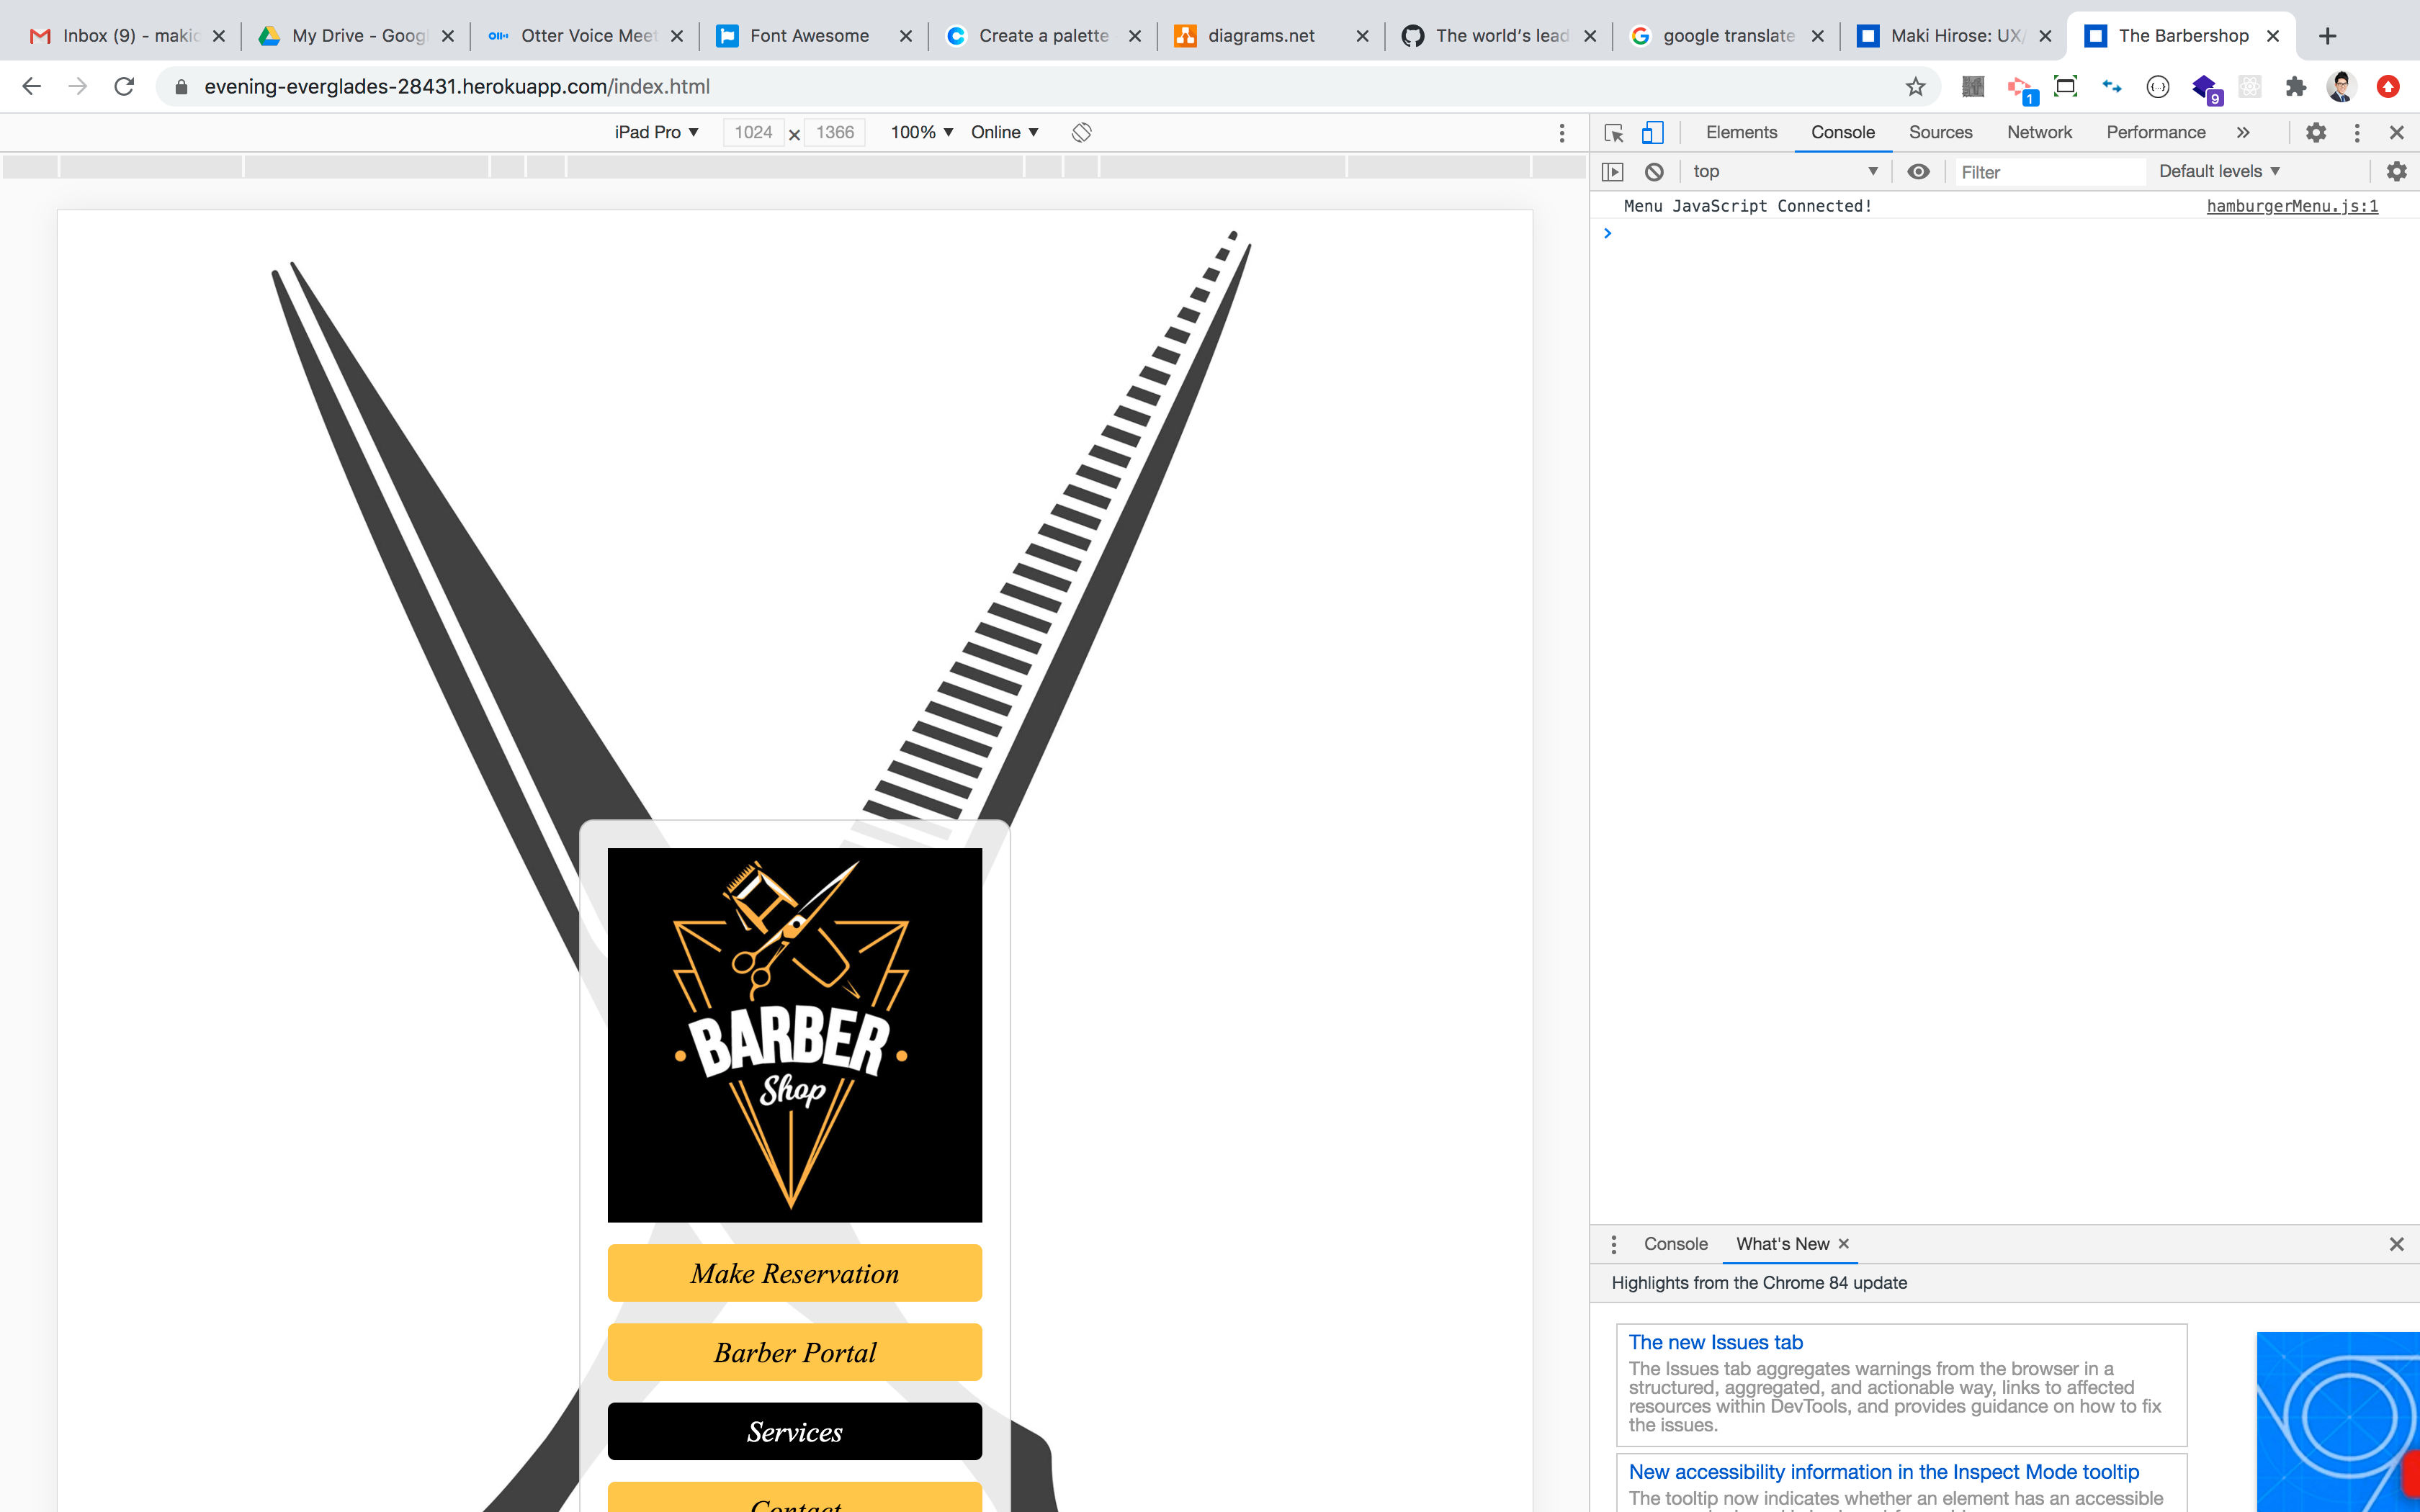 Inbox (9) - makic
My Drive - Googl
Otter Voice Meet
Font Awesome
Create a palette
diagrams.net
The world's lead
google translate
Maki Hirose: UX/
The Barbershop
evening-everglades-28431.herokuapp.com/index.html
1
9
iPad Pro
1024
1366
100%
Online
Elements
Console
Sources
Network
Performance
top
Filter
Default levels
Menu JavaScript Connected!
hamburgerMenu.js:1
BARBER
Shop
Make Reservation
Barber Portal
Services
Contact
Console
What's New
Highlights from the Chrome 84 update
The new Issues tab
The Issues tab aggregates warnings from the browser in a
structured, aggregated, and actionable way, links to affected
resources within DevTools, and provides guidance on how to fix
the issues.
New accessibility information in the Inspect Mode tooltip
The tooltip now indicates whether an element has an accessible